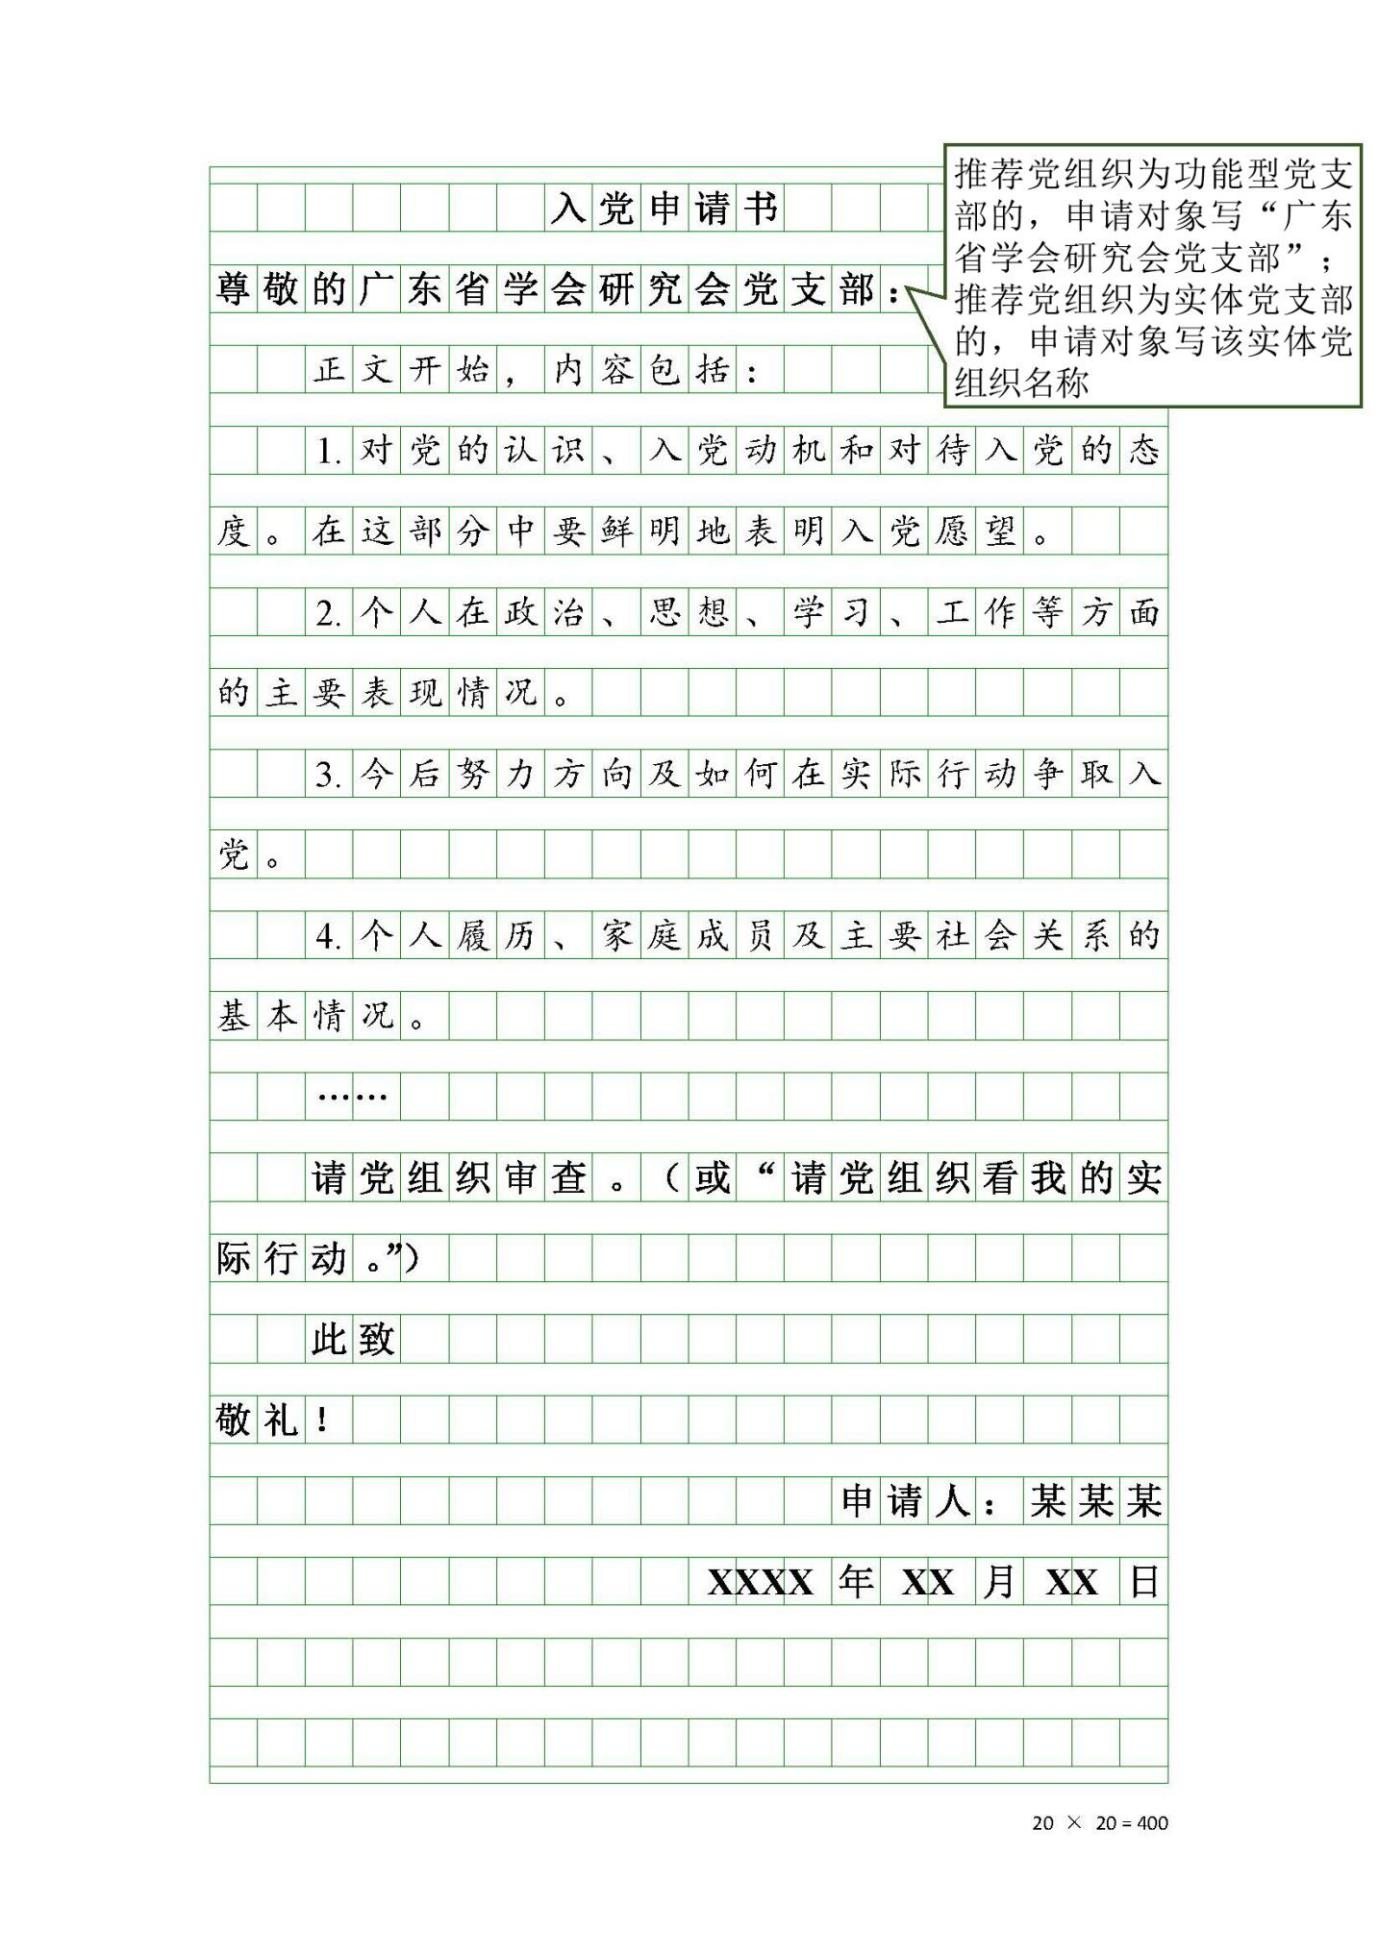 入党申请书
尊敬的广东省学会研究会党支部：
推荐党组织为功能型党支
部的，申请对象写“广东
省学会研究会党支部”；
推荐党组织为实体党支部
的，申请对象写该实体党
组织名称
正文开始，内容包括：
1.对党的认识、入党动机和对待入党的态
度。在这部分中要鲜明地表明入党愿望。
2.个人在政治、思想、学习、工作等方面
的主要表现情况。
3.今后努力方向及如何在实际行动争取入
党。
4.个人履历、家庭成员及主要社会关系的
基本情况。
……
请党组织审查。（或“请党组织看我的实
际行动。”）
此致
敬礼！
申请人：某某某
XXXX 年 XX 月 XX 日
20 × 20 = 400